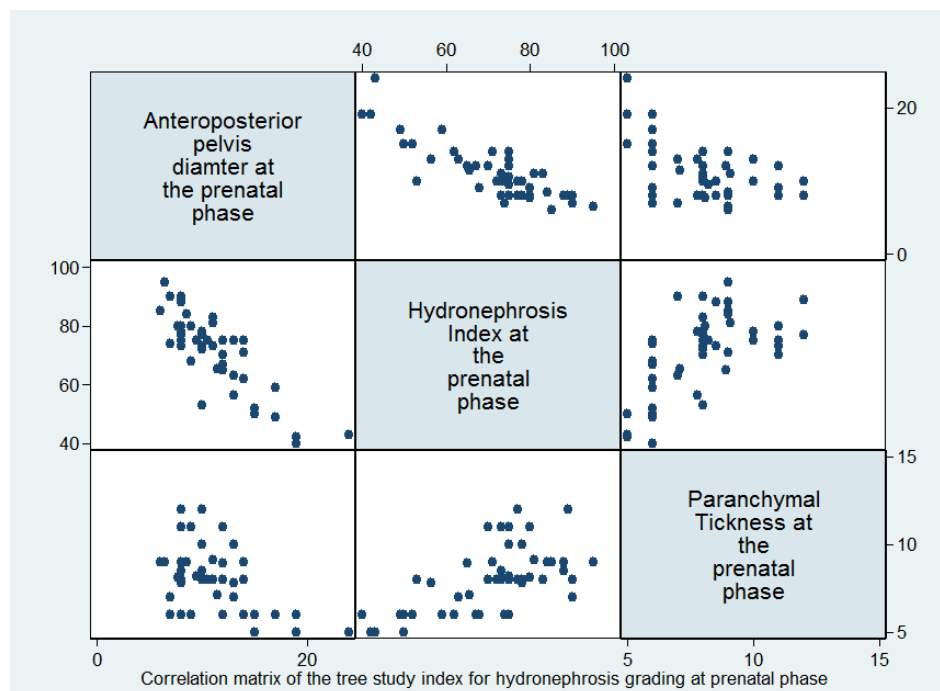 40 60 80 100
Anteroposterior
pelvis
diamter at
the prenatal
phase
20
0
100
80
60
40
Hydronephrosis
Index at
the
prenatal
phase
15
10
5
Paranchymal
Tickness at
the
prenatal
phase
0 20 5 10 15
Correlation matrix of the tree study index for hydronephrosis grading at prenatal phase